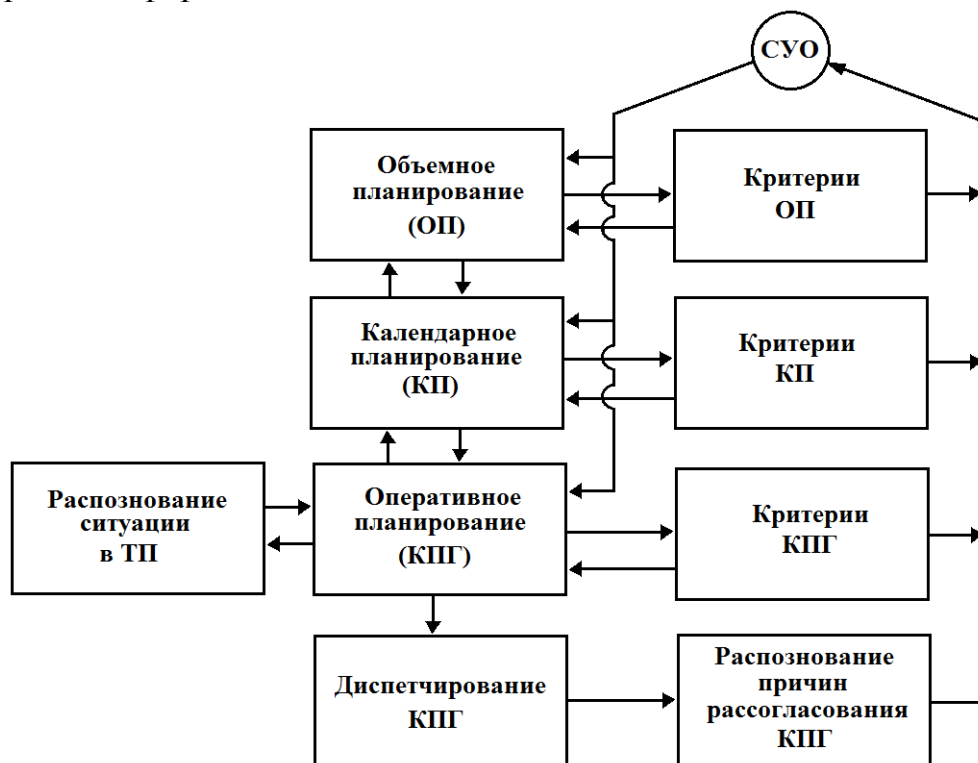 СУО
Объемное
планирование
(ОП)
Критерии
ОП
Календарное
планирование
(КП)
Критерии
КП
Распознование
ситуации
в ТП
Оперативное
планирование
(КПГ)
Критерии
КПГ
Диспетчирование
КПГ
Распознование
причин
рассогласования
КПГ